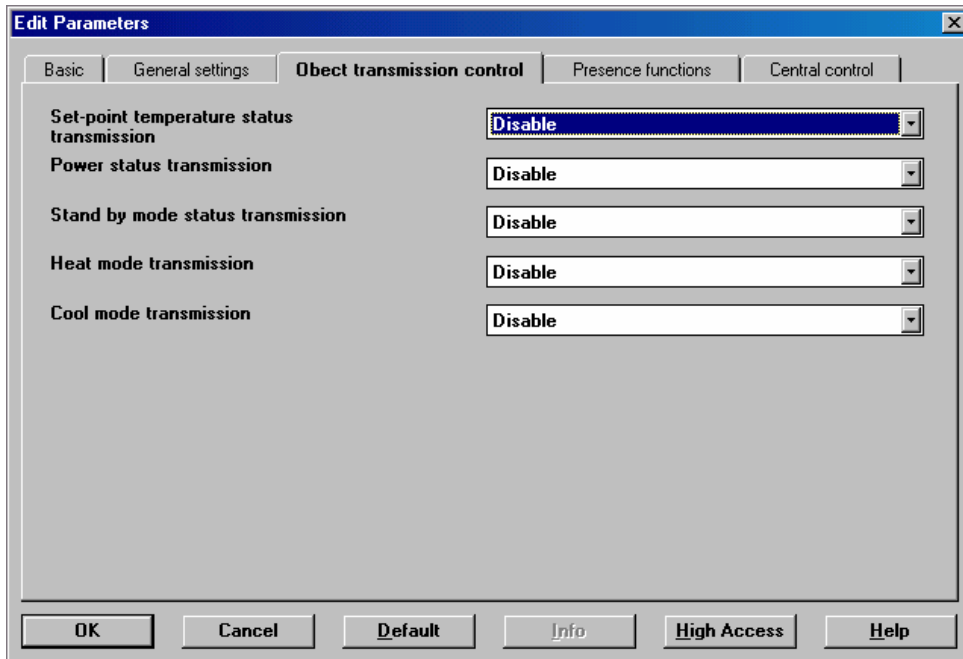 Edit Parameters
Basic General settings Obect transmission control Presence functions Central control
Set-point temperature status
transmission
Disable
Power status transmission Disable
Stand by mode status transmission Disable
Heat mode transmission Disable
Cool mode transmission Disable
OK Cancel Default Info High Access Help